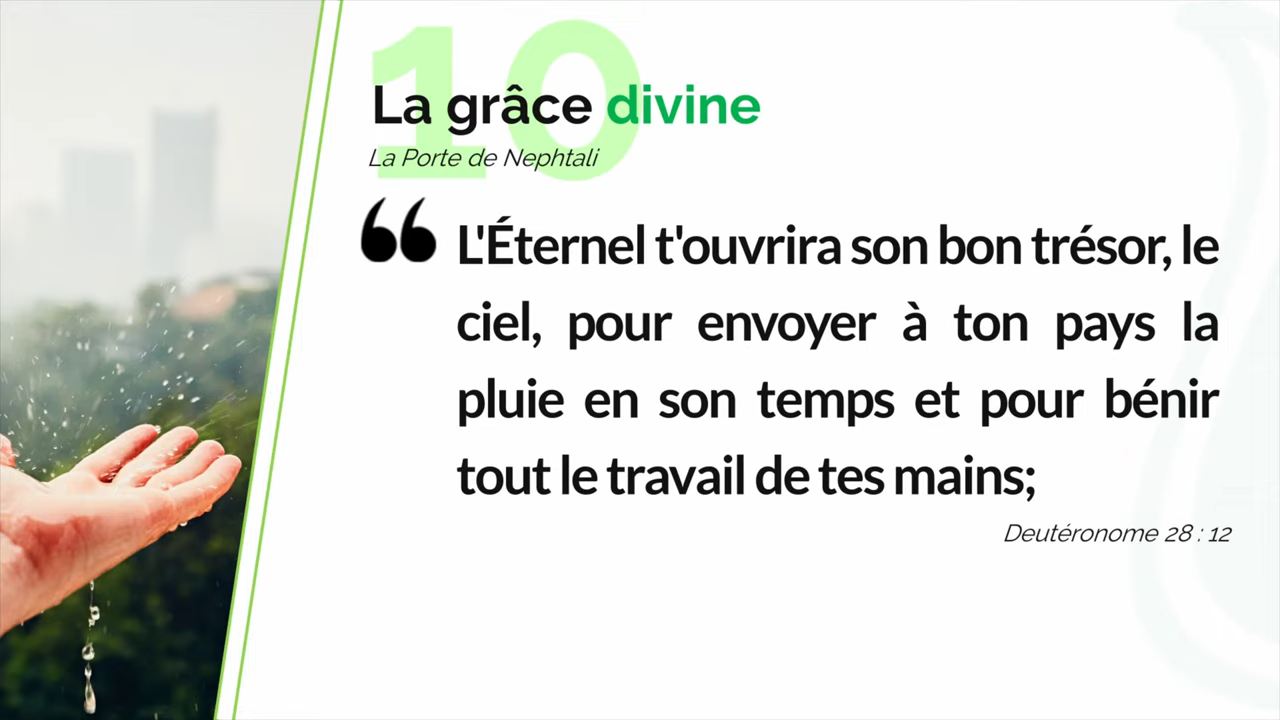 10
La grâce divine
La Porte de Nephtali
“ L'Éternel t'ouvrira son bon trésor, le
ciel, pour envoyer à ton pays la
pluie en son temps et pour bénir
tout le travail de tes mains;
Deutéronome 28 : 12